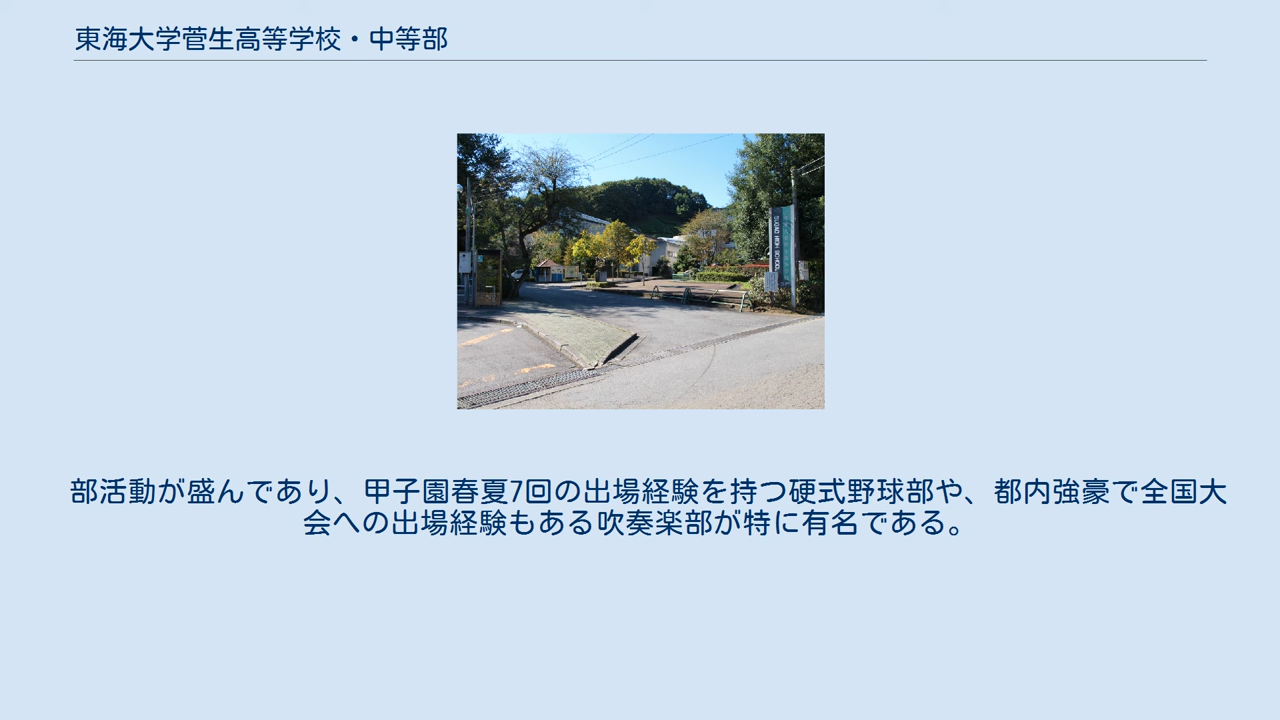 東海大学菅生高等学校・中等部
SUGAO HIGH SCHOOL
部活動が盛んであり、甲子園春夏7回の出場経験を持つ硬式野球部や、都内強豪で全国大
会への出場経験もある吹奏楽部が特に有名である。